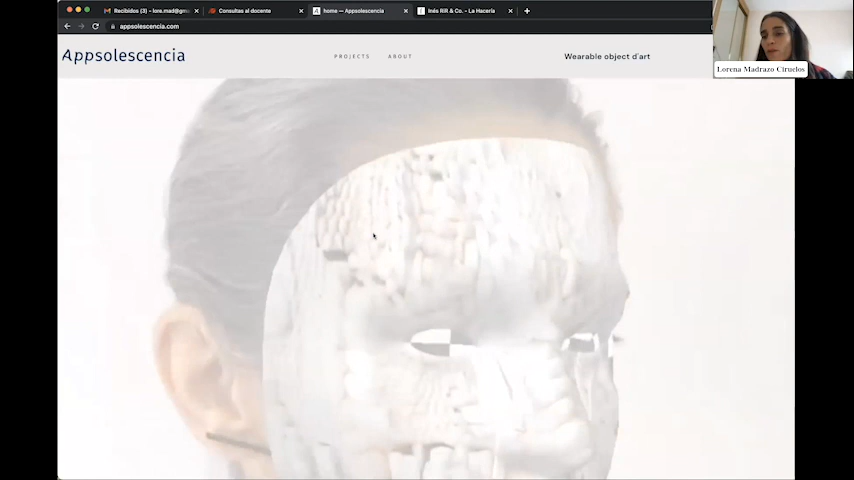 Recibidos (3) - lore.mad@gm
Consultas al docente
home — Appsolescencia
Inés RIR & Co. - La Hacería
appsolescencia.com
Appsolescencia
PROJECTS
ABOUT
Wearable object d'art
Lorena Madrazo Ciruelos